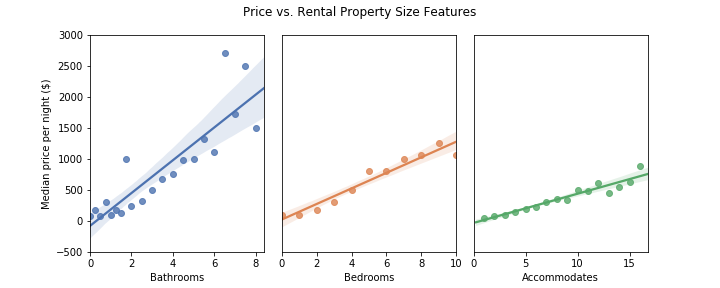 Price vs. Rental Property Size Features
Median price per night ($)
3000
2500
2000
1500
1000
500
0
−500
0 2 4 6 8
Bathrooms
0 2 4 6 8 10
Bedrooms
0 5 10 15
Accommodates